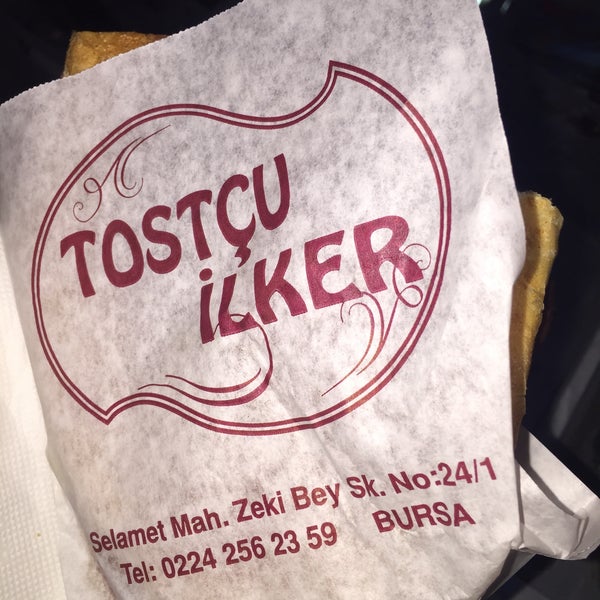 TOSTÇU
İLKER
Selamet Mah. Zeki Bey Sk. No:24/1
Tel: 0224 256 23 59 BURSA